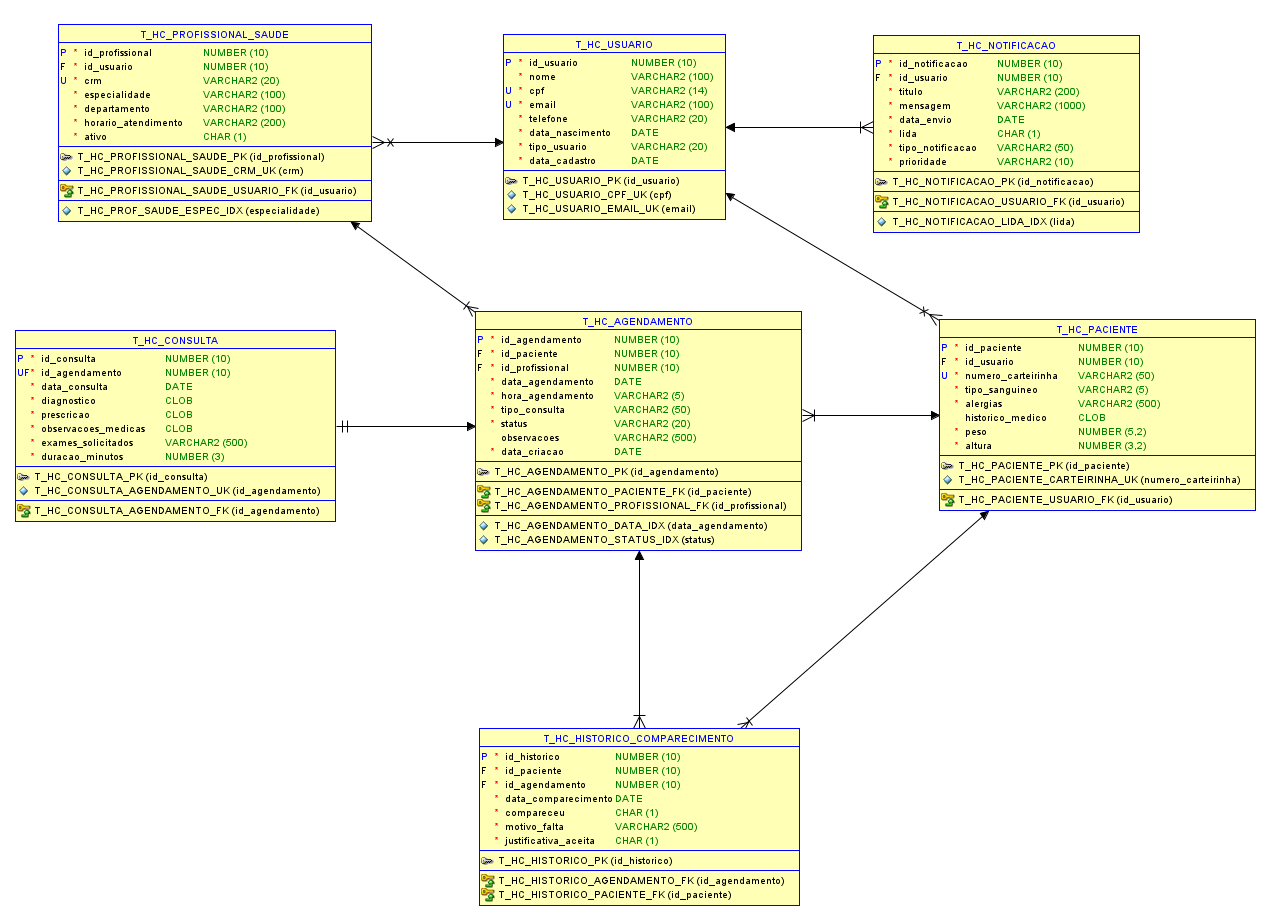 T_HC_PROFISSIONAL_SAUDE
P * id_profissional NUMBER (10)
F * id_usuario NUMBER (10)
U * crm VARCHAR2 (20)
* especialidade VARCHAR2 (100)
* departamento VARCHAR2 (100)
* horario_atendimento VARCHAR2 (200)
* ativo CHAR (1)
T_HC_PROFISSIONAL_SAUDE_PK (id_profissional)
T_HC_PROFISSIONAL_SAUDE_CRM_UK (crm)
T_HC_PROFISSIONAL_SAUDE_USUARIO_FK (id_usuario)
T_HC_PROF_SAUDE_ESPEC_IDX (especialidade)
T_HC_USUARIO
P * id_usuario NUMBER (10)
* nome VARCHAR2 (100)
U * cpf VARCHAR2 (14)
U * email VARCHAR2 (100)
* telefone VARCHAR2 (20)
* data_nascimento DATE
* tipo_usuario VARCHAR2 (20)
* data_cadastro DATE
T_HC_USUARIO_PK (id_usuario)
T_HC_USUARIO_CPF_UK (cpf)
T_HC_USUARIO_EMAIL_UK (email)
T_HC_NOTIFICACAO
P * id_notificacao NUMBER (10)
F * id_usuario NUMBER (10)
* titulo VARCHAR2 (200)
* mensagem VARCHAR2 (1000)
* data_envio DATE
* lida CHAR (1)
* tipo_notificacao VARCHAR2 (50)
* prioridade VARCHAR2 (10)
T_HC_NOTIFICACAO_PK (id_notificacao)
T_HC_NOTIFICACAO_USUARIO_FK (id_usuario)
T_HC_NOTIFICACAO_LIDA_IDX (lida)
T_HC_CONSULTA
P * id_consulta NUMBER (10)
UF* id_agendamento NUMBER (10)
* data_consulta DATE
* diagnostico CLOB
* prescricao CLOB
* observacoes_medicas CLOB
* exames_solicitados VARCHAR2 (500)
* duracao_minutos NUMBER (3)
T_HC_CONSULTA_PK (id_consulta)
T_HC_CONSULTA_AGENDAMENTO_UK (id_agendamento)
T_HC_CONSULTA_AGENDAMENTO_FK (id_agendamento)
T_HC_AGENDAMENTO
P * id_agendamento NUMBER (10)
F * id_paciente NUMBER (10)
F * id_profissional NUMBER (10)
* data_agendamento DATE
* hora_agendamento VARCHAR2 (5)
* tipo_consulta VARCHAR2 (50)
* status VARCHAR2 (20)
observacoes VARCHAR2 (500)
* data_criacao DATE
T_HC_AGENDAMENTO_PK (id_agendamento)
T_HC_AGENDAMENTO_PACIENTE_FK (id_paciente)
T_HC_AGENDAMENTO_PROFISSIONAL_FK (id_profissional)
T_HC_AGENDAMENTO_DATA_IDX (data_agendamento)
T_HC_AGENDAMENTO_STATUS_IDX (status)
T_HC_PACIENTE
P * id_paciente NUMBER (10)
F * id_usuario NUMBER (10)
U * numero_carteirinha VARCHAR2 (50)
* tipo_sanguineo VARCHAR2 (5)
* alergias VARCHAR2 (500)
historico_medico CLOB
* peso NUMBER (5,2)
* altura NUMBER (3,2)
T_HC_PACIENTE_PK (id_paciente)
T_HC_PACIENTE_CARTEIRINHA_UK (numero_carteirinha)
T_HC_PACIENTE_USUARIO_FK (id_usuario)
T_HC_HISTORICO_COMPARECIMENTO
P * id_historico NUMBER (10)
F * id_paciente NUMBER (10)
F * id_agendamento NUMBER (10)
* data_comparecimento DATE
* compareceu CHAR (1)
* motivo_falta VARCHAR2 (500)
* justificativa_aceita CHAR (1)
T_HC_HISTORICO_PK (id_historico)
T_HC_HISTORICO_AGENDAMENTO_FK (id_agendamento)
T_HC_HISTORICO_PACIENTE_FK (id_paciente)